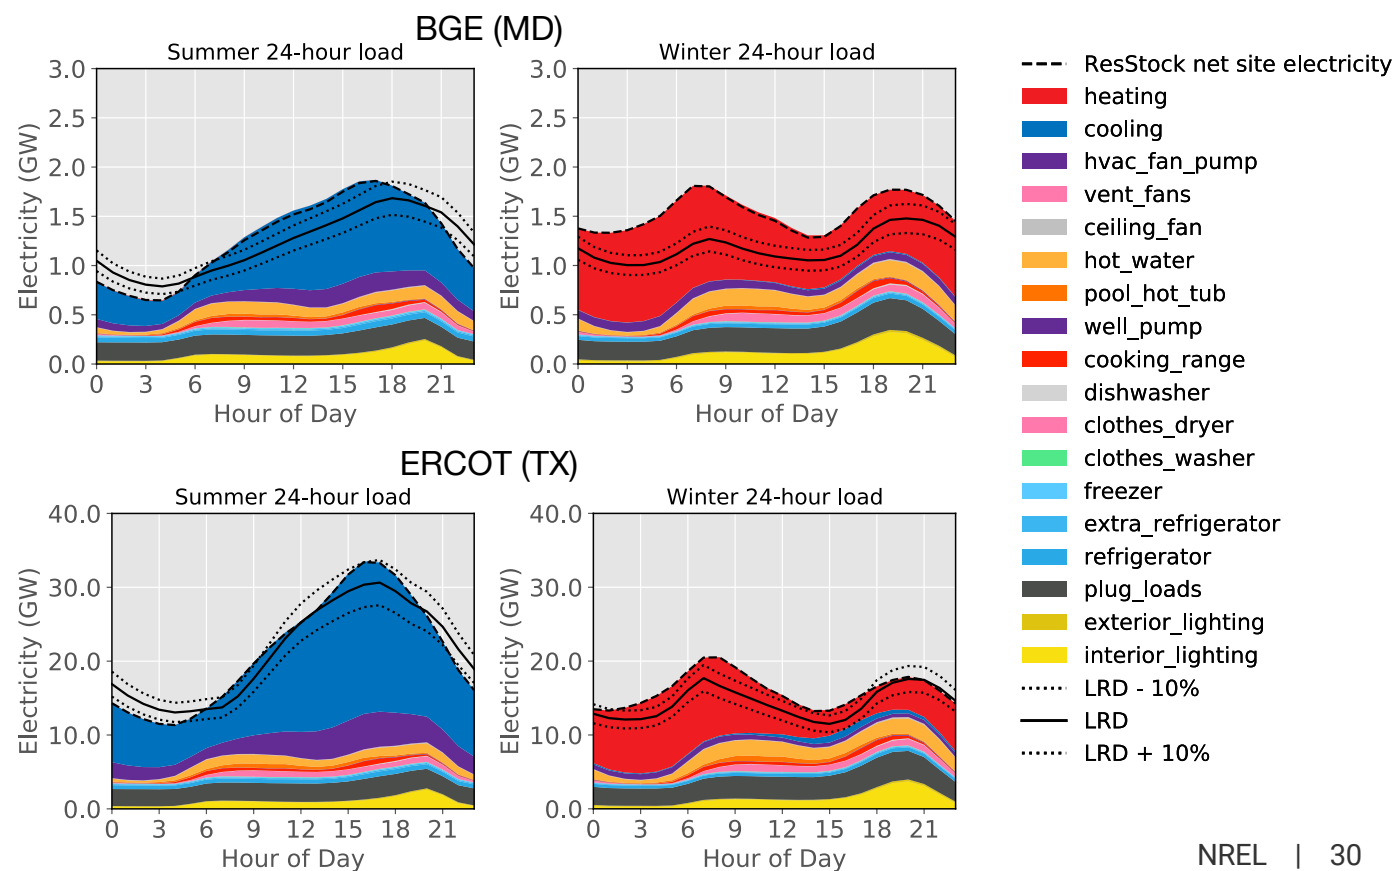 BGE (MD)
Summer 24-hour load
Winter 24-hour load
3.0
2.5
2.0
1.5
1.0
0.5
0.0
Electricity (GW)
0 3 6 9 12 15 18 21
Hour of Day
3.0
2.5
2.0
1.5
1.0
0.5
0.0
Electricity (GW)
0 3 6 9 12 15 18 21
Hour of Day
ERCOT (TX)
Summer 24-hour load
Winter 24-hour load
40.0
30.0
20.0
10.0
0.0
Electricity (GW)
0 3 6 9 12 15 18 21
Hour of Day
40.0
30.0
20.0
10.0
0.0
Electricity (GW)
0 3 6 9 12 15 18 21
Hour of Day
ResStock net site electricity
heating
cooling
hvac_fan_pump
vent_fans
ceiling_fan
hot_water
pool_hot_tub
well_pump
cooking_range
dishwasher
clothes_dryer
clothes_washer
freezer
extra_refrigerator
refrigerator
plug_loads
exterior_lighting
interior_lighting
LRD - 10%
LRD
LRD + 10%
NREL | 30